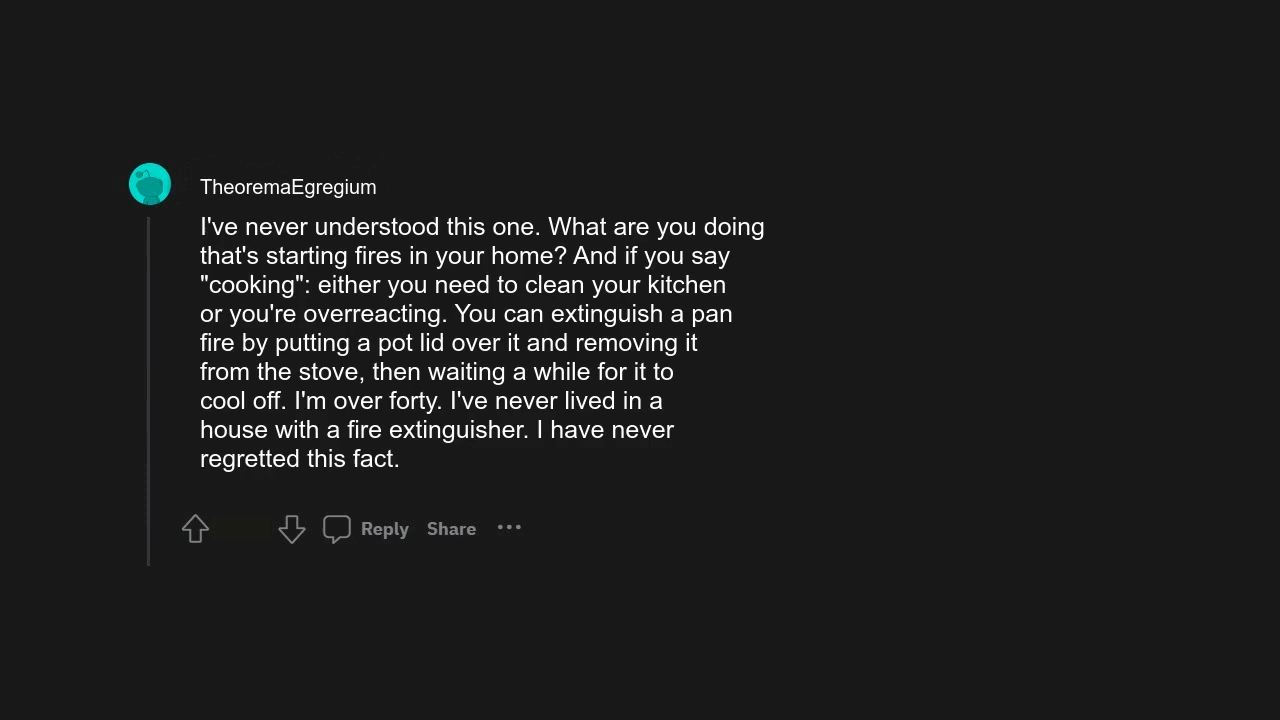 TheoremaEgregium
I've never understood this one. What are you doing
that's starting fires in your home? And if you say
"cooking": either you need to clean your kitchen
or you're overreacting. You can extinguish a pan
fire by putting a pot lid over it and removing it
from the stove, then waiting a while for it to
cool off. I'm over forty. I've never lived in a
house with a fire extinguisher. I have never
regretted this fact.
Reply Share